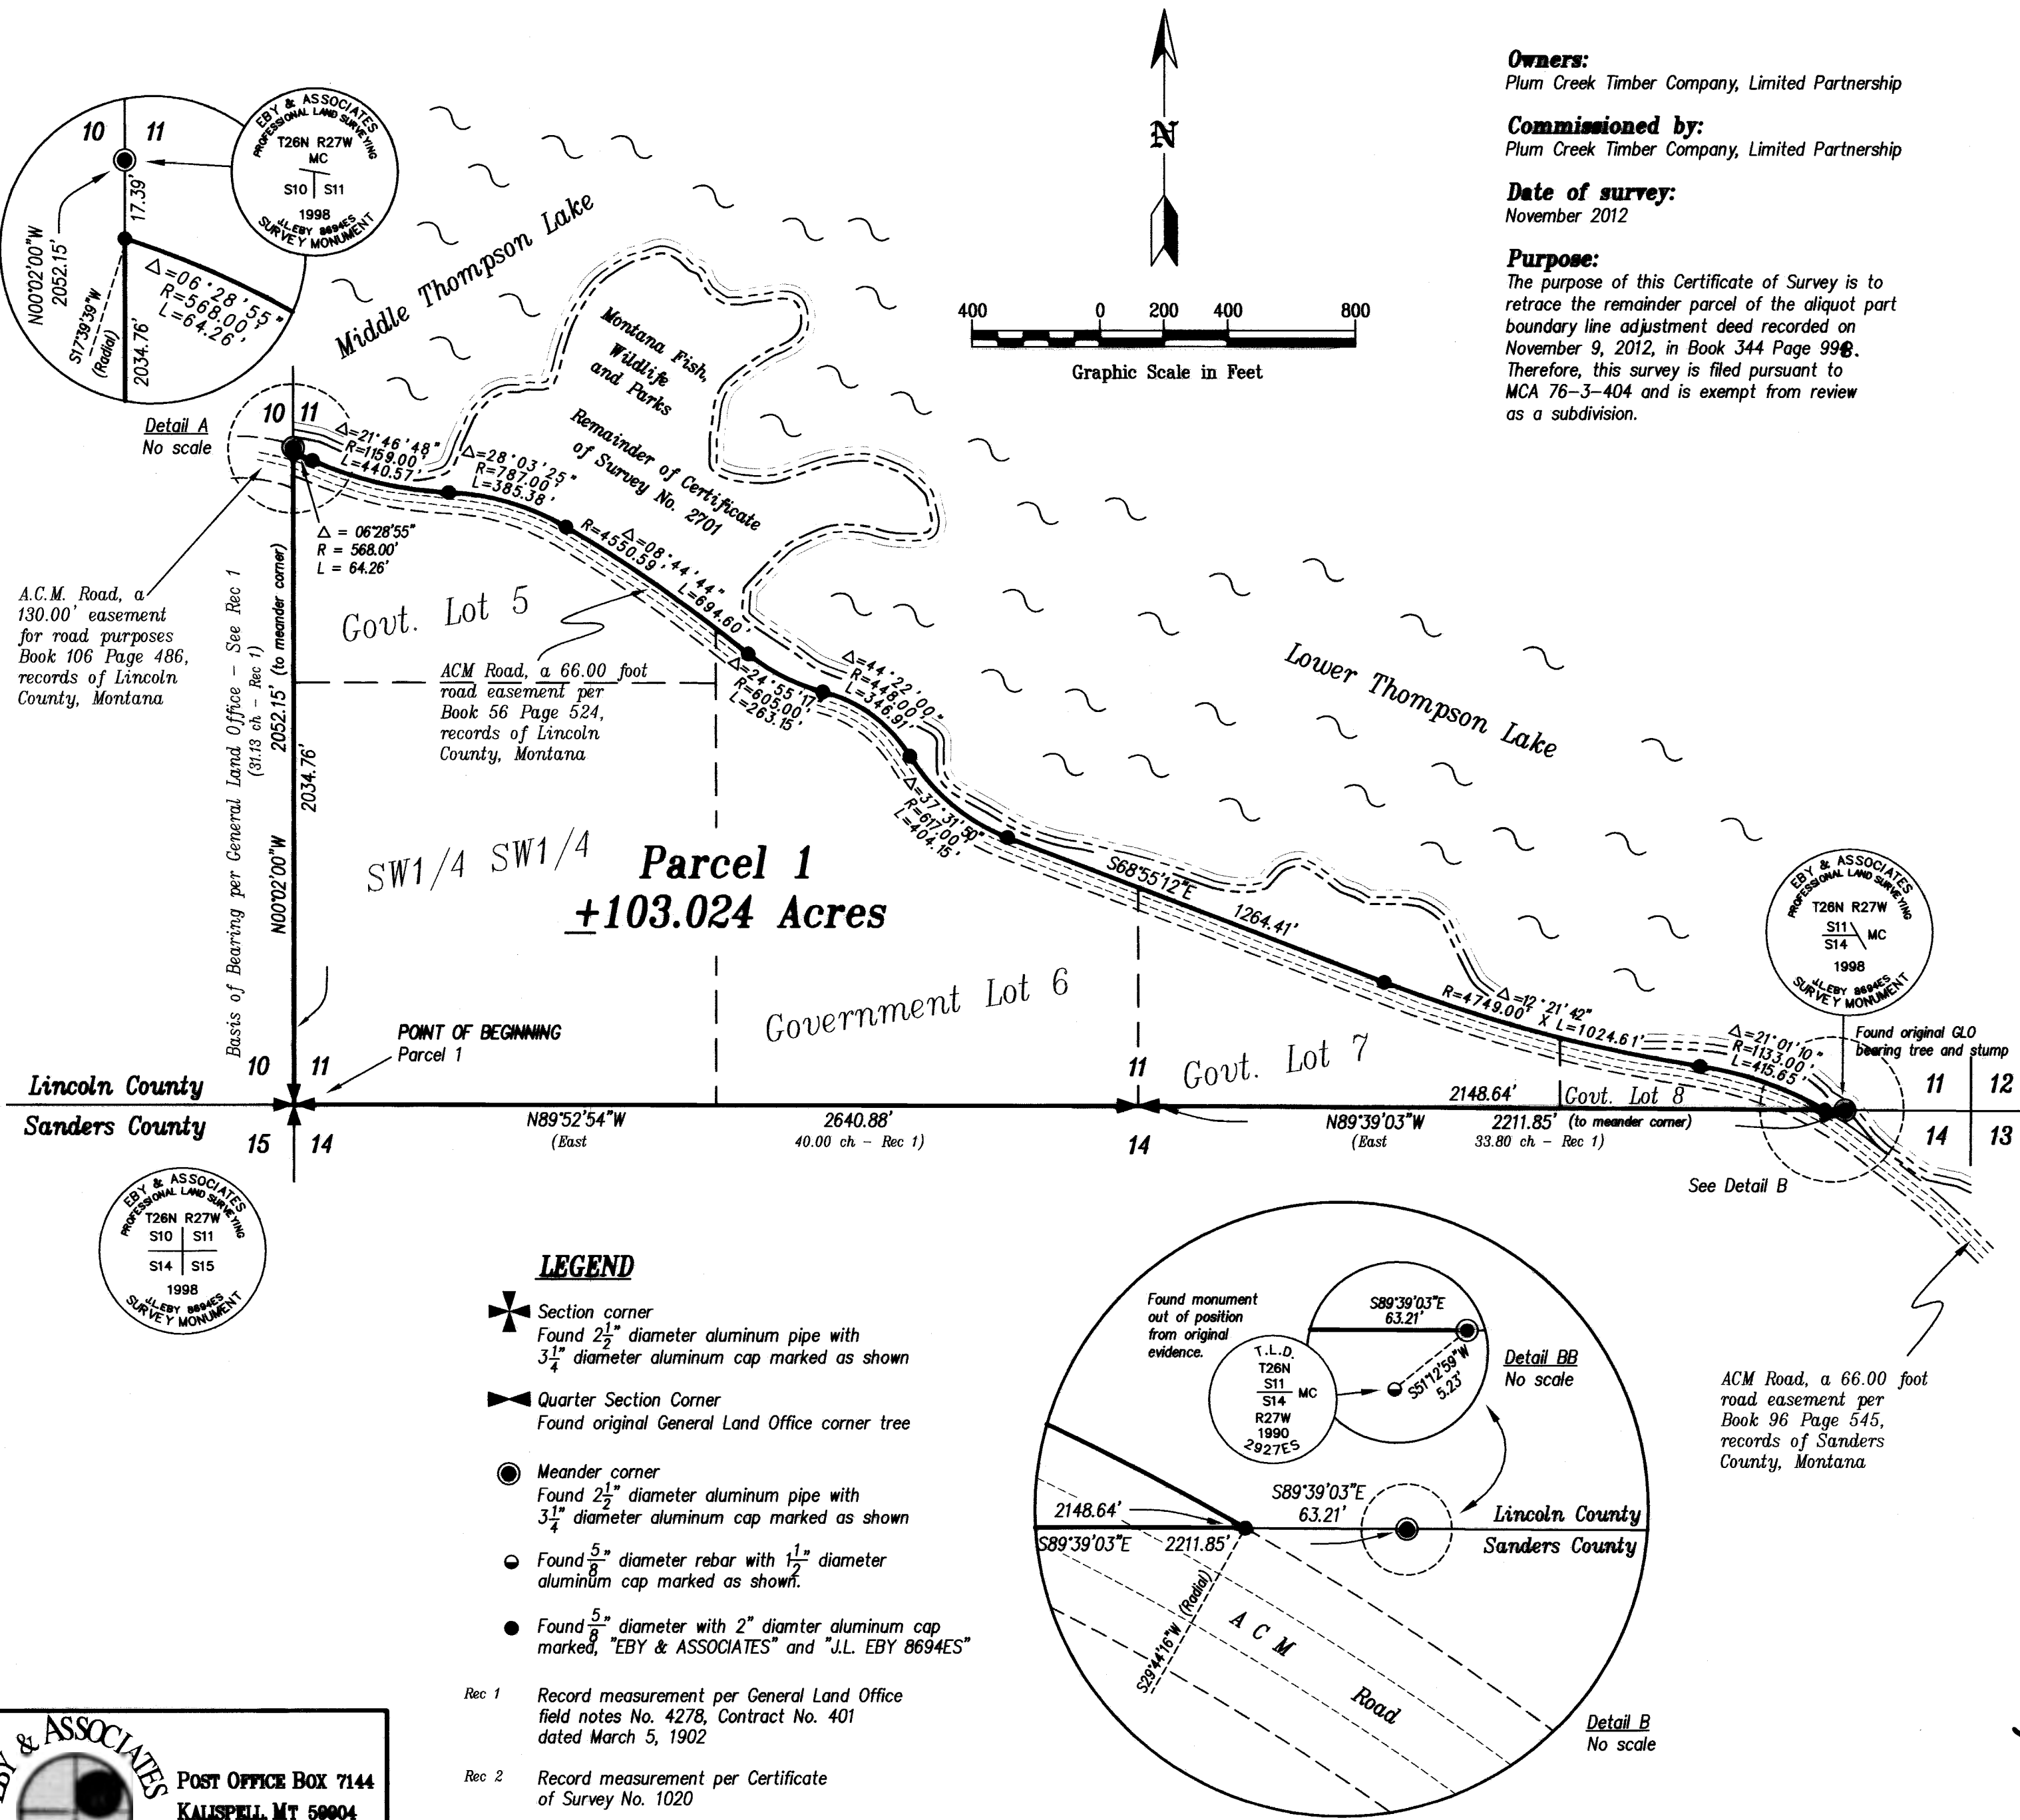 Owners:
Plum Creek Timber Company, Limited Partnership
Commissioned by:
Plum Creek Timber Company, Limited Partnership
Date of survey:
November 2012
Purpose:
The purpose of this Certificate of Survey is to
retrace the remainder parcel of the aliquot part
boundary line adjustment deed recorded on
November 9, 2012, in Book 344 Page 998.
Therefore, this survey is filed pursuant to
MCA 76-3-404 and is exempt from review
as a subdivision.
N
400 0 200 400 800
Graphic Scale in Feet
10 11
17.39'
N00°02'00"W
2052.15'
S17°39'39"W
(Radial)
2034.76'
Δ=06°28'55"
R=568.00'
L=64.26'
EBY & ASSOCIATES
PROFESSIONAL LAND SURVEYING
T26N R27W
MC
S10 S11
1998
J.L.EBY 8694ES
SURVEY MONUMENT
Detail A
No scale
10 11
Middle Thompson Lake
Montana Fish,
Wildlife
and Parks
Remainder of Certificate
of Survey No. 2701
Δ=21°46'48"
R=1159.00'
L=440.57'
Δ=28°03'25"
R=787.00'
L=385.38'
Δ = 06°28'55"
R = 568.00'
L = 64.26'
Δ=08°44'44"
R=4550.59'
L=694.60'
Δ=24°55'17"
R=605.00'
L=263.15'
Δ=44°22'00"
R=448.00'
L=346.91'
Δ=37°31'50"
R=617.00'
L=404.15'
S68°55'12"E
1264.41'
Δ=12°21'42"
R=4749.00' X L=1024.61'
Δ=21°01'10"
R=1133.00'
L=415.65'
Lower Thompson Lake
A.C.M. Road, a
130.00' easement
for road purposes
Book 106 Page 486,
records of Lincoln
County, Montana
Basis of Bearing per General Land Office - See Rec 1
(31.13 ch - Rec 1)
N00°02'00"W 2052.15' (to meander corner)
2034.76'
Govt. Lot 5
ACM Road, a 66.00 foot
road easement per
Book 56 Page 524,
records of Lincoln
County, Montana
SW1/4 SW1/4
Parcel 1
+103.024 Acres
Government Lot 6
Govt. Lot 7
Govt. Lot 8
POINT OF BEGINNING
Parcel 1
10 11
11
Lincoln County
Sanders County
15 14
14
N89°52'54"W 2640.88'
(East 40.00 ch - Rec 1)
2148.64'
N89°39'03"W 2211.85' (to meander corner)
(East 33.80 ch - Rec 1)
EBY & ASSOCIATES
PROFESSIONAL LAND SURVEYING
T26N R27W
S11
S14
MC
1998
J.L.EBY 8694ES
SURVEY MONUMENT
Found original GLO
bearing tree and stump
11 12
14 13
See Detail B
EBY & ASSOCIATES
PROFESSIONAL LAND SURVEYING
T26N R27W
S10 S11
S14 S15
1998
J.L.EBY 8694ES
SURVEY MONUMENT
LEGEND
Section corner
Found 2 1/2" diameter aluminum pipe with
3 1/4" diameter aluminum cap marked as shown
Quarter Section Corner
Found original General Land Office corner tree
Meander corner
Found 2 1/2" diameter aluminum pipe with
3 1/4" diameter aluminum cap marked as shown
Found 5/8" diameter rebar with 1 1/2" diameter
aluminum cap marked as shown.
Found 5/8" diameter with 2" diamter aluminum cap
marked, "EBY & ASSOCIATES" and "J.L. EBY 8694ES"
Rec 1 Record measurement per General Land Office
field notes No. 4278, Contract No. 401
dated March 5, 1902
Rec 2 Record measurement per Certificate
of Survey No. 1020
Found monument
out of position
from original
evidence.
T.L.D.
T26N
S11
S14
MC
R27W
1990
2927ES
S89°39'03"E
63.21'
S51°12'59"W
5.23'
Detail BB
No scale
2148.64'
S89°39'03"E
2211.85'
S89°39'03"E
63.21'
Lincoln County
Sanders County
S29°44'16"W (Radial)
A C M
Road
Detail B
No scale
ACM Road, a 66.00 foot
road easement per
Book 96 Page 545,
records of Sanders
County, Montana
EBY & ASSOCIATES
POST OFFICE BOX 7144
KALISPELL, MT 59904